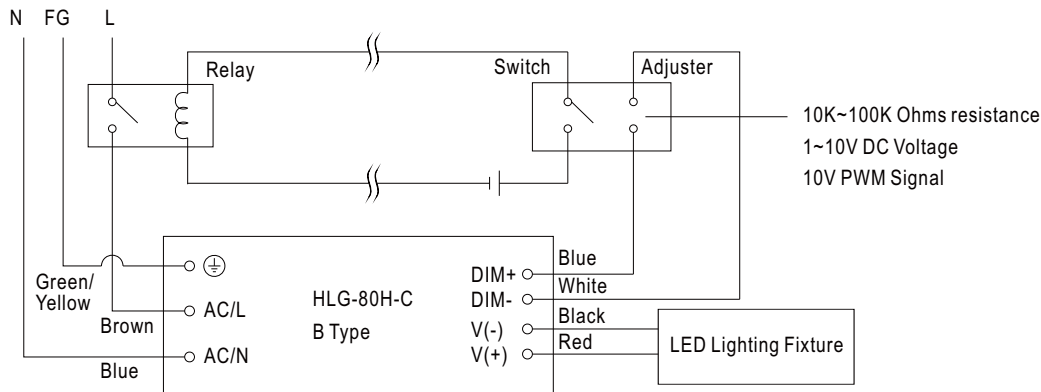 N FG L
Relay
Switch
Adjuster
10K~100K Ohms resistance
1~10V DC Voltage
10V PWM Signal
Green/
Yellow
Brown
Blue
AC/L
AC/N
HLG-80H-C
B Type
DIM+
DIM-
V(-)
V(+)
Blue
White
Black
Red
LED Lighting Fixture